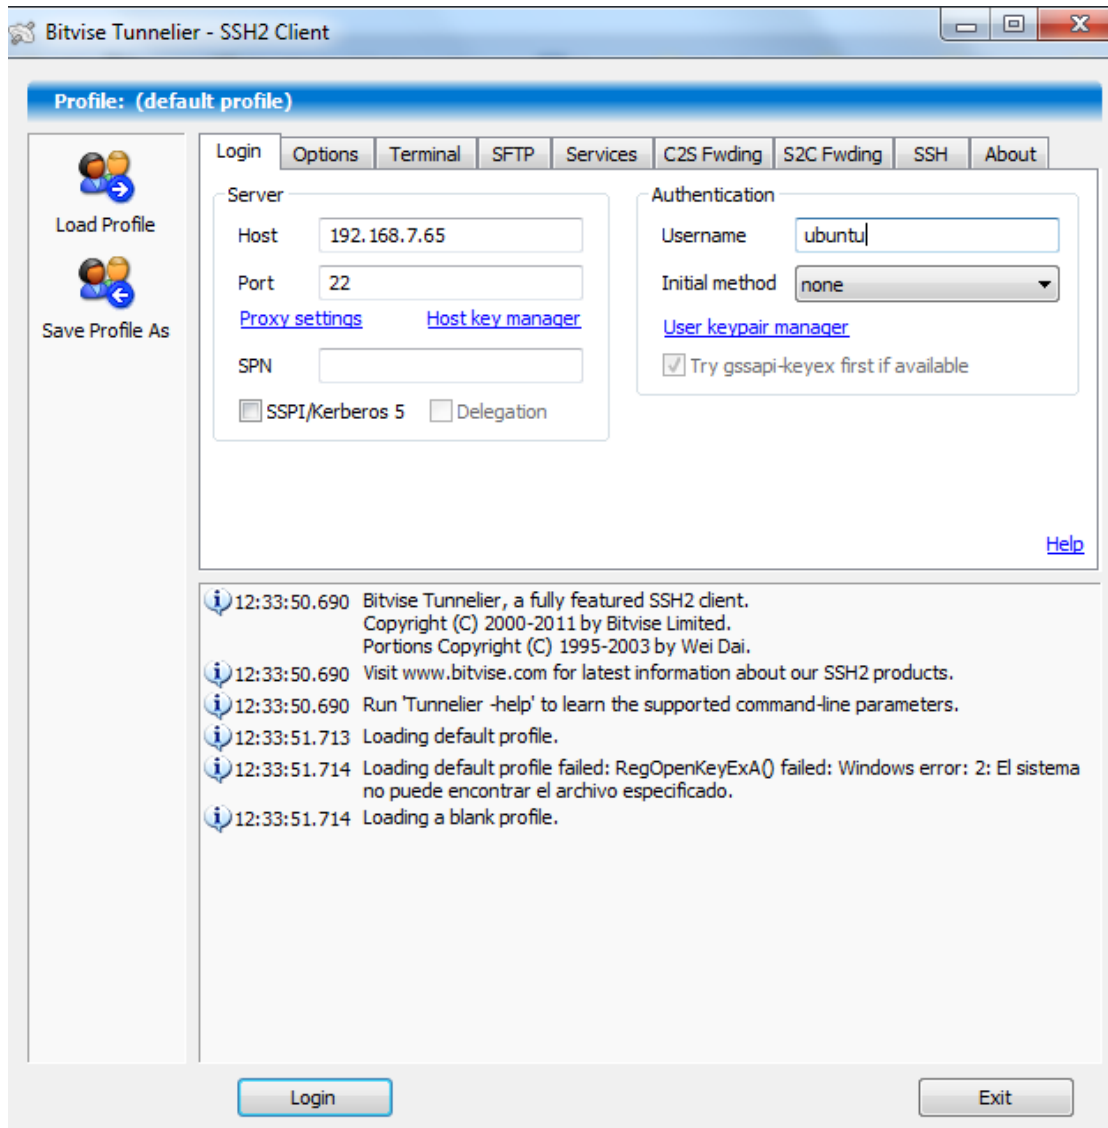 Bitvise Tunnelier - SSH2 Client
Profile: (default profile)
Load Profile
Save Profile As
Login Options Terminal SFTP Services C2S Fwding S2C Fwding SSH About
Server
Host 192.168.7.65
Port 22
Proxy settings Host key manager
SPN
SSPI/Kerberos 5 Delegation
Authentication
Username ubuntu
Initial method none
User keypair manager
Try gssapi-keyex first if available
Help
12:33:50.690 Bitvise Tunnelier, a fully featured SSH2 client.
Copyright (C) 2000-2011 by Bitvise Limited.
Portions Copyright (C) 1995-2003 by Wei Dai.
12:33:50.690 Visit www.bitvise.com for latest information about our SSH2 products.
12:33:50.690 Run 'Tunnelier -help' to learn the supported command-line parameters.
12:33:51.713 Loading default profile.
12:33:51.714 Loading default profile failed: RegOpenKeyExA() failed: Windows error: 2: El sistema
no puede encontrar el archivo especificado.
12:33:51.714 Loading a blank profile.
Login Exit